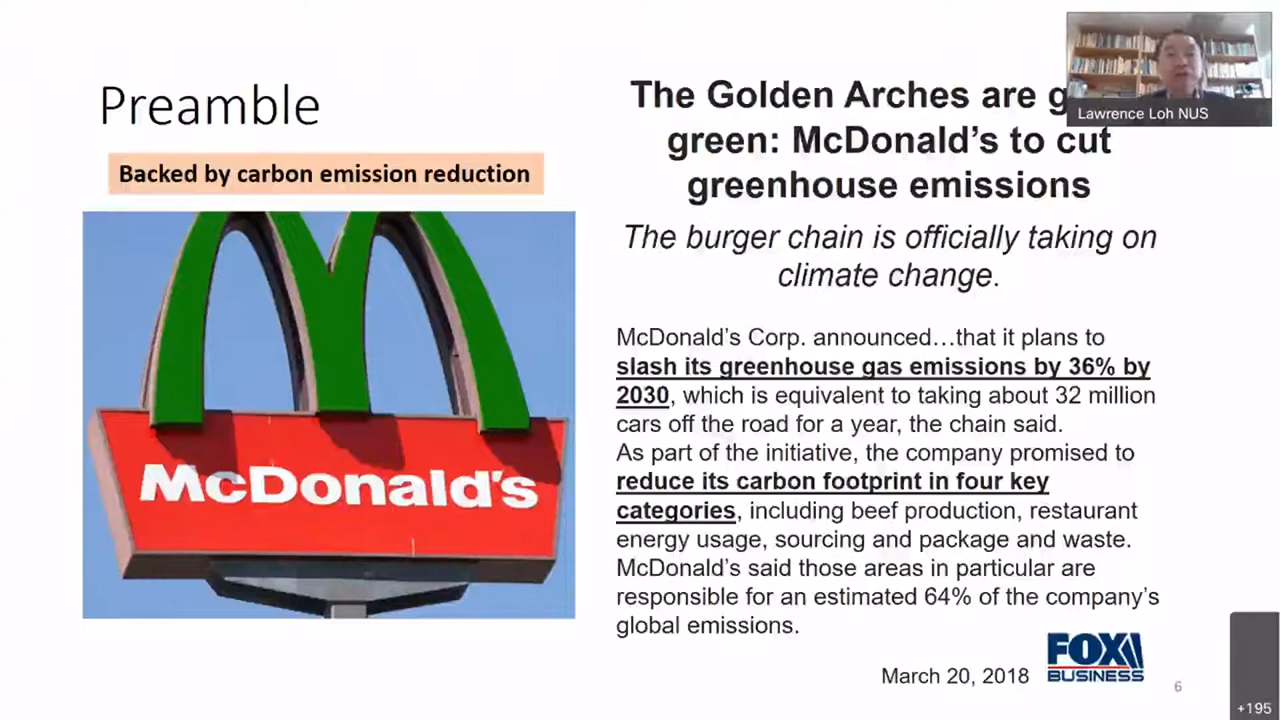 Preamble
Backed by carbon emission reduction
McDonald's
The Golden Arches are g
green: McDonald's to cut
greenhouse emissions
The burger chain is officially taking on
climate change.
McDonald's Corp. announced…that it plans to
slash its greenhouse gas emissions by 36% by
2030, which is equivalent to taking about 32 million
cars off the road for a year, the chain said.
As part of the initiative, the company promised to
reduce its carbon footprint in four key
categories, including beef production, restaurant
energy usage, sourcing and package and waste.
McDonald's said those areas in particular are
responsible for an estimated 64% of the company's
global emissions.
March 20, 2018
FOX
BUSINESS
6
Lawrence Loh NUS
+195